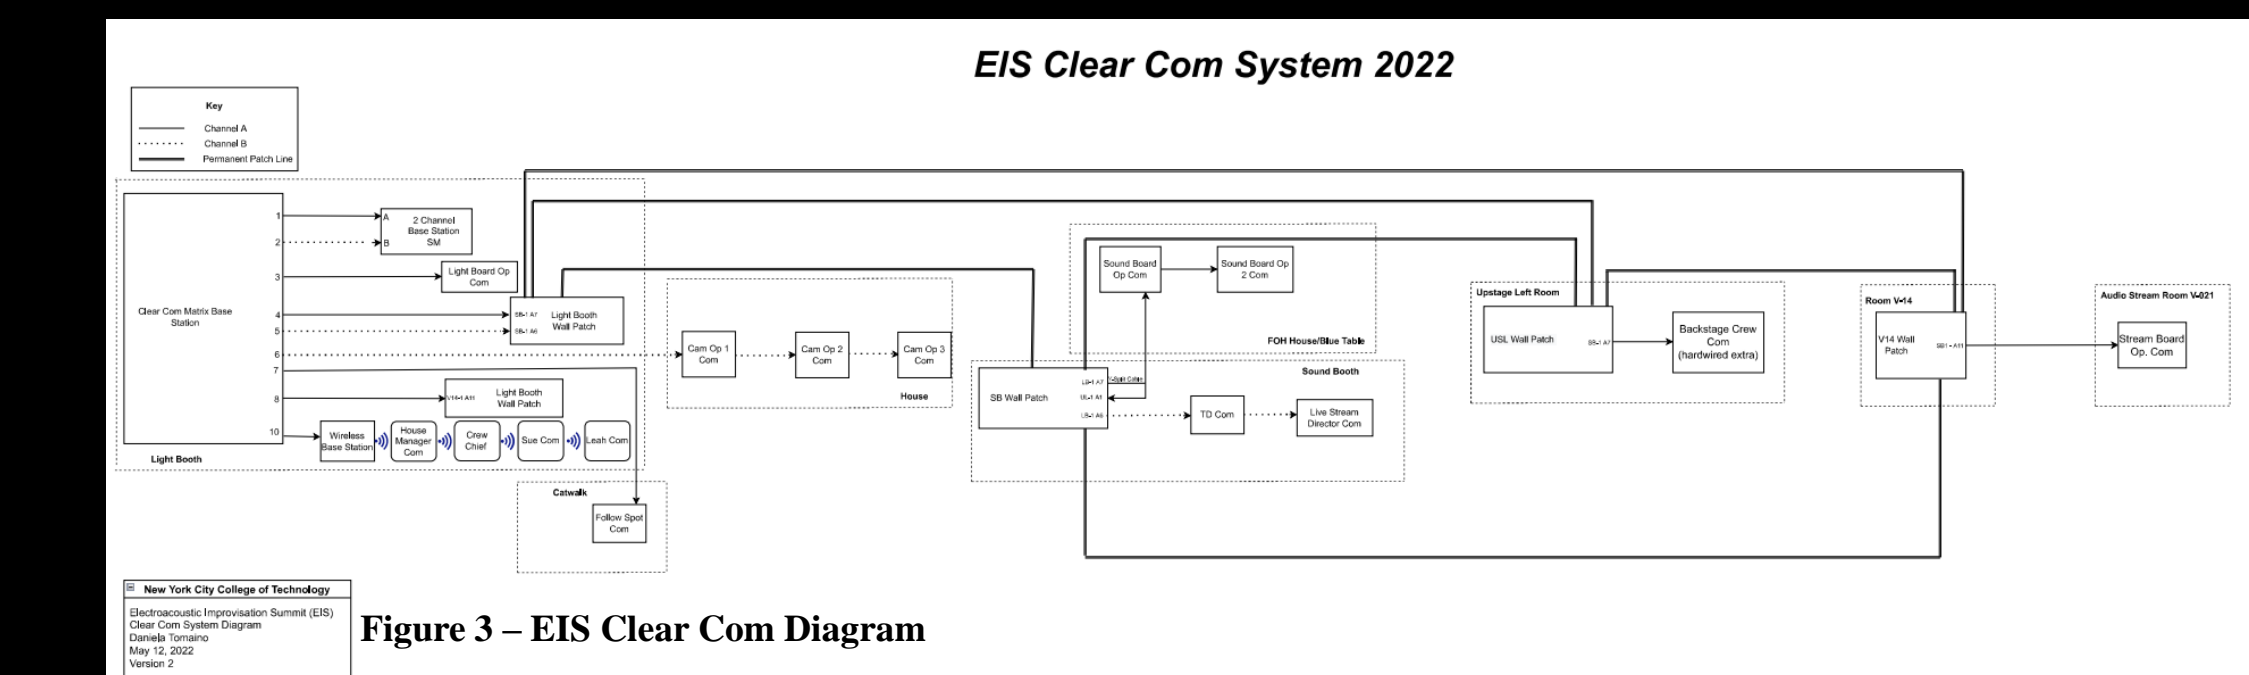 EIS Clear Com System 2022
Key
Channel A
Channel B
Permanent Patch Line
Clear Com Matrix Base
Station
1
2
3
4
5
6
7
8
10
A
B
2 Channel
Base Station
SM
Light Board Op
Com
SB-1 A7
SB-1 A6
Light Booth
Wall Patch
V14-1 A11
Light Booth
Wall Patch
Wireless
Base Station
House
Manager
Com
Crew
Chief
Sue Com
Leah Com
Light Booth
Catwalk
Follow Spot
Com
Cam Op 1
Com
Cam Op 2
Com
Cam Op 3
Com
House
Sound Board
Op Com
Sound Board Op
2 Com
FOH House/Blue Table
Sound Booth
SB Wall Patch
LB-1 A7
UL-1 A1
Y-Split Cable
TD Com
Live Stream
Director Com
Upstage Left Room
USL Wall Patch
SB-1 A7
Backstage Crew
Com
(hardwired extra)
Room V-14
V14 Wall
Patch
SB1 - A11
Audio Stream Room V-021
Stream Board
Op. Com
New York City College of Technology
Electroacoustic Improvisation Summit (EIS)
Clear Com System Diagram
Daniela Tomaino
May 12, 2022
Version 2
Figure 3 – EIS Clear Com Diagram